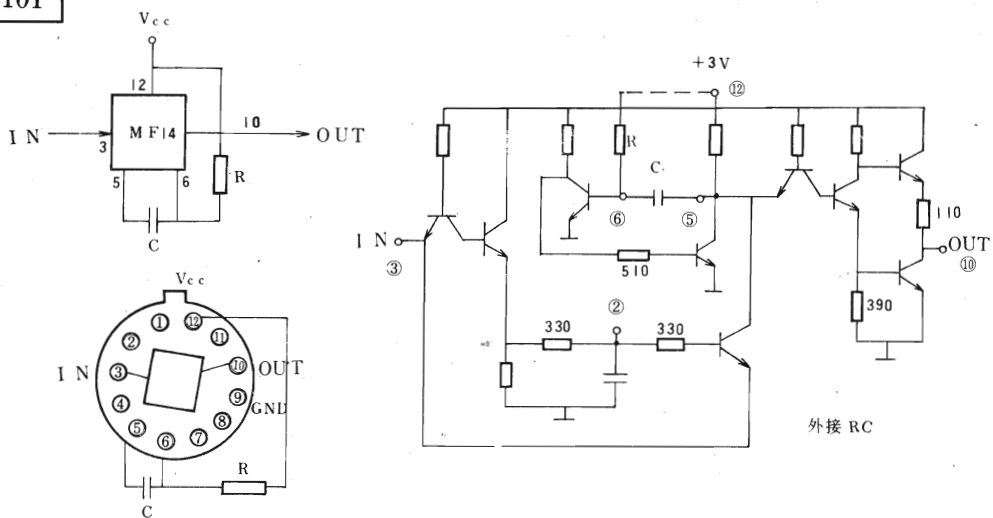 101
Vcc
12
IN
MF14
10
OUT
3
5
6
R
C
Vcc
①
⑫
②
⑪
IN
③
⑩
OUT
④
⑨
GND
⑤
⑧
⑥
⑦
R
C
+3V
⑫
R
C
⑥
⑤
IN
③
510
110
OUT
⑩
②
330
330
390
外接 RC